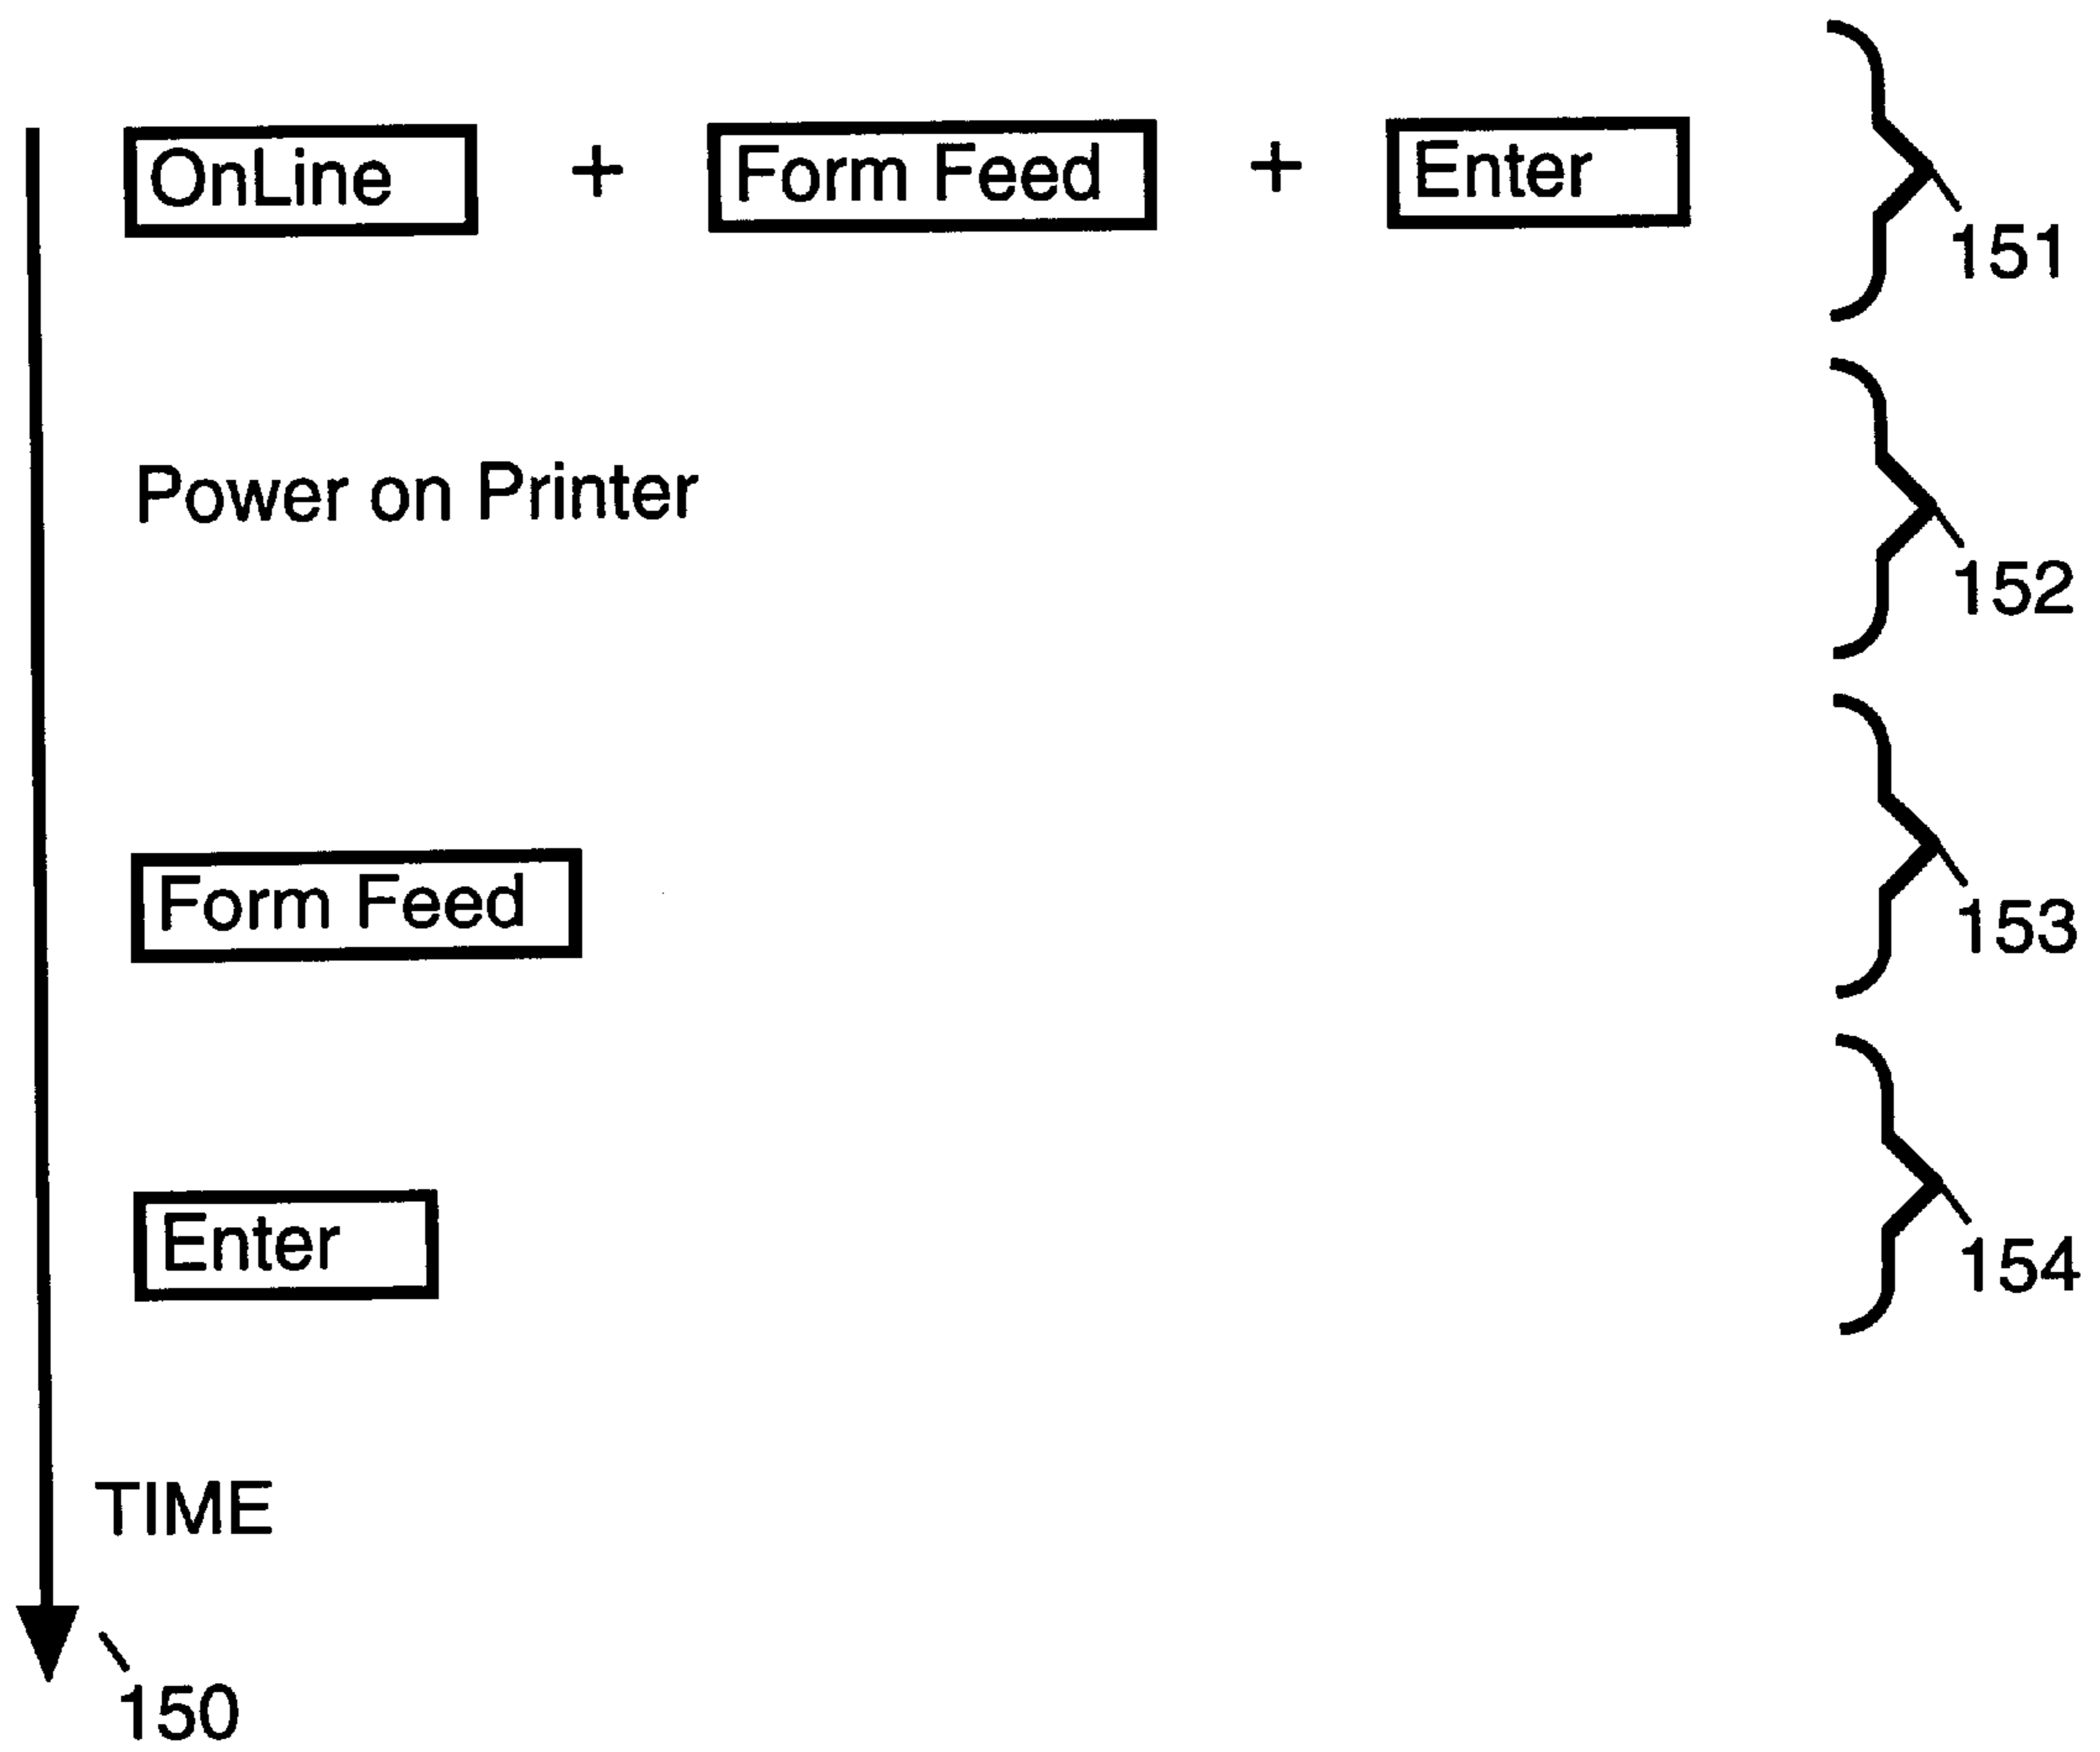 OnLine + Form Feed + Enter
151
Power on Printer
152
Form Feed
153
Enter
154
TIME
150